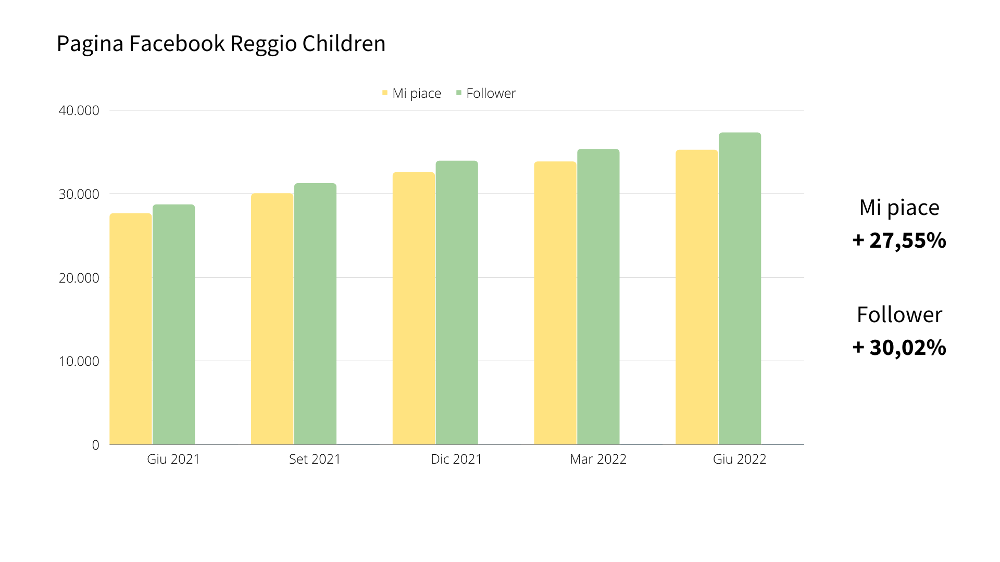 Pagina Facebook Reggio Children
Mi piace Follower
40.000
30.000
20.000
10.000
0
Giu 2021 Set 2021 Dic 2021 Mar 2022 Giu 2022
Mi piace
+ 27,55%
Follower
+ 30,02%